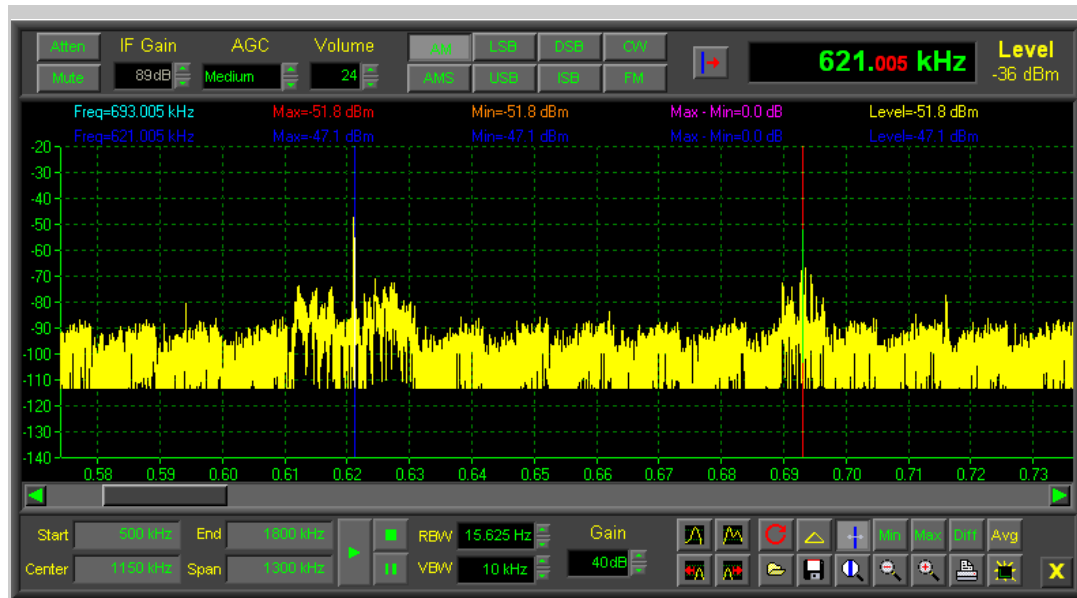 Atten IF Gain AGC Volume AM LSB DSB CW 621.005 kHz Level
Mute 89dB Medium 24 AMS USB ISB FM -36 dBm
Freq=693.005 kHz Max=-51.8 dBm Min=-51.8 dBm Max - Min=0.0 dB Level=-51.8 dBm
Freq=621.005 kHz Max=-47.1 dBm Min=-47.1 dBm Max - Min=0.0 dB Level=-47.1 dBm
-20
-30
-40
-50
-60
-70
-80
-90
-100
-110
-120
-130
-140
0.58 0.59 0.60 0.61 0.62 0.63 0.64 0.65 0.66 0.67 0.68 0.69 0.70 0.71 0.72 0.73
Start 500 kHz End 1800 kHz RBW 15.625 Hz Gain Min Max Diff Avg
Center 1150 kHz Span 1300 kHz VBW 10 kHz 40dB X